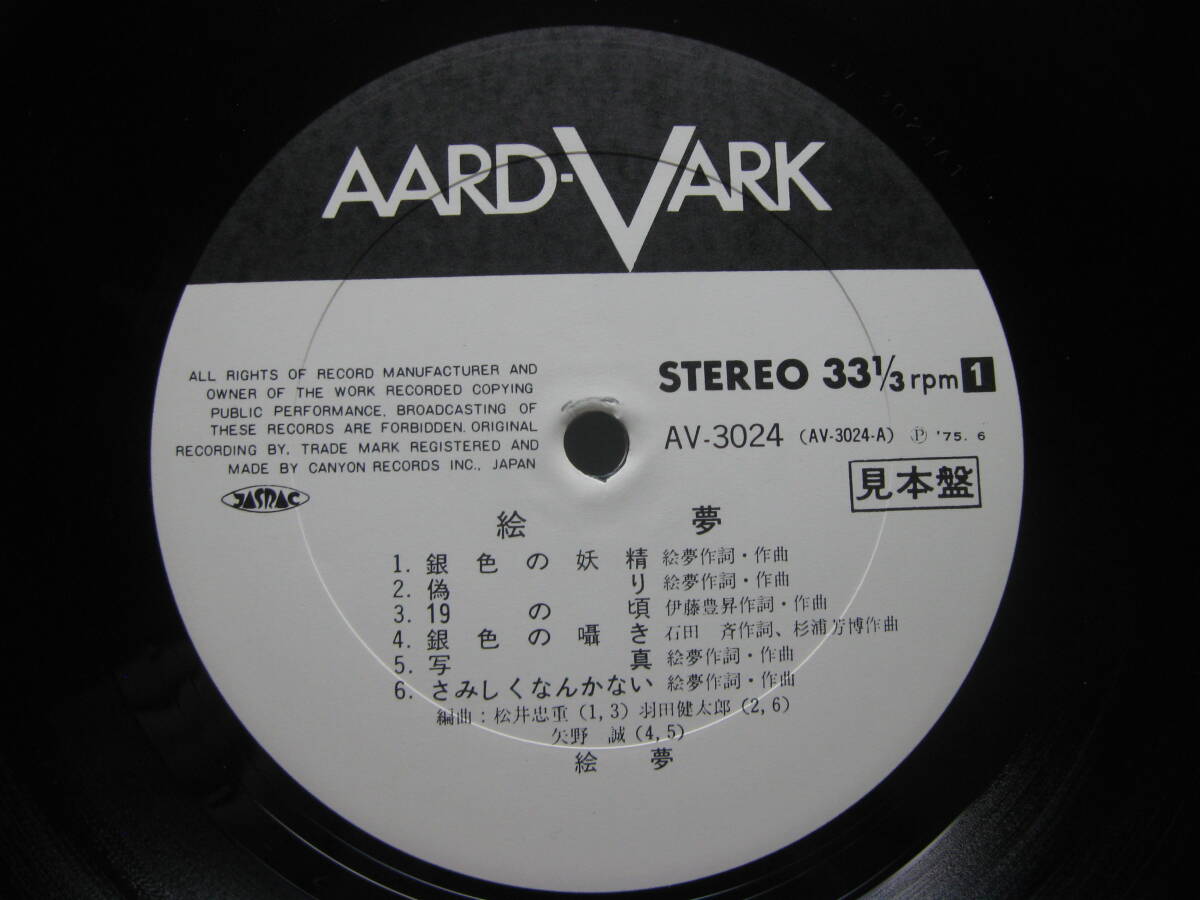 AARD-VARK
ALL RIGHTS OF RECORD MANUFACTURER AND
OWNER OF THE WORK RECORDED COPYING
PUBLIC PERFORMANCE, BROADCASTING OF
THESE RECORDS ARE FORBIDDEN. ORIGINAL
RECORDING BY, TRADE MARK REGISTERED AND
MADE BY CANYON RECORDS INC., JAPAN
JASRAC
STEREO 33 1/3 rpm 1
AV-3024 (AV-3024-A) Ⓟ '75. 6
見本盤
絵 夢
1. 銀色の妖精 絵夢作詞・作曲
2. 偽り 絵夢作詞・作曲
3. 19の頃 伊藤豊昇作詞・作曲
4. 銀色の囁き 石田 斉作詞、杉浦芳博作曲
5. 写真 絵夢作詞・作曲
6. さみしくなんかない 絵夢作詞・作曲
編曲：松井忠重 (1,3) 羽田健太郎 (2,6)
矢野 誠 (4,5)
絵 夢